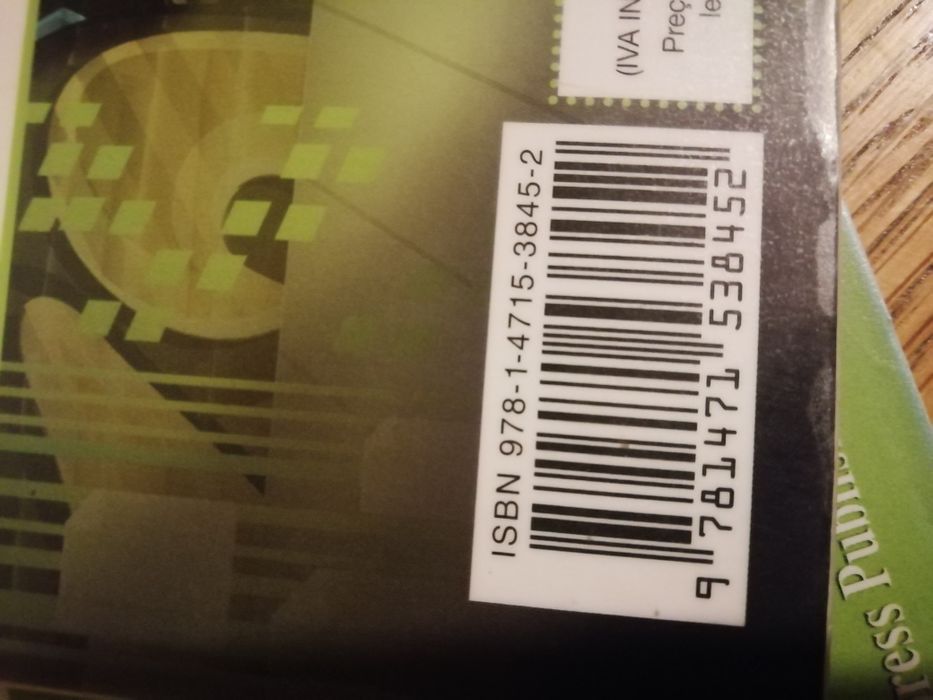 (IVA IN
Preç
le
ISBN 978-1-4715-3845-2
9 781471 538452
ress Publis